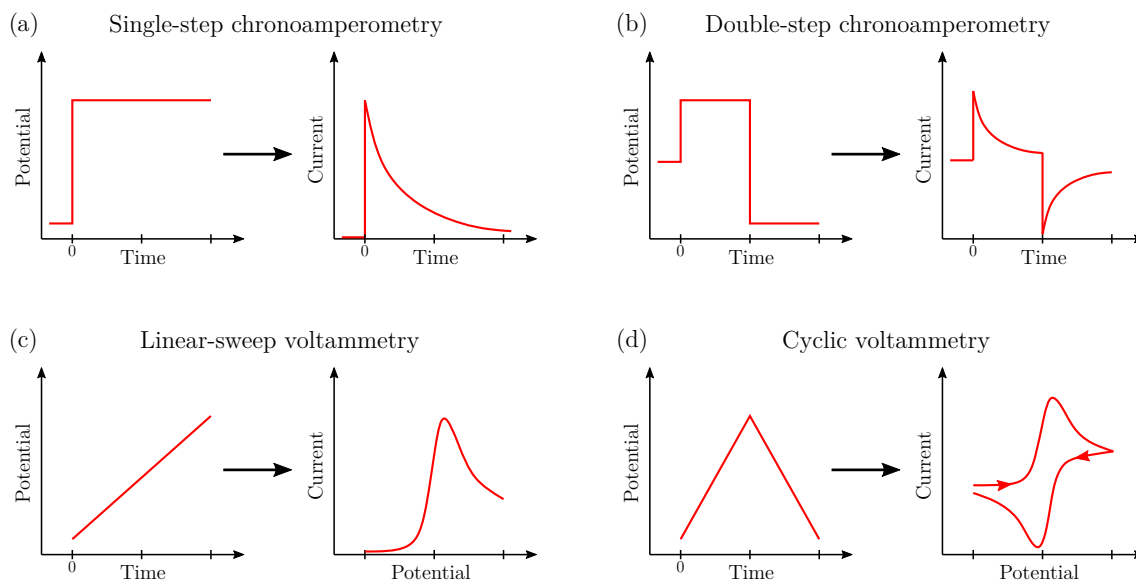 (a) Single-step chronoamperometry
Potential
0
Time
Current
0
Time
(b) Double-step chronoamperometry
Potential
0
Time
Current
0
Time
(c) Linear-sweep voltammetry
Potential
0
Time
Current
Potential
(d) Cyclic voltammetry
Potential
0
Time
Current
Potential